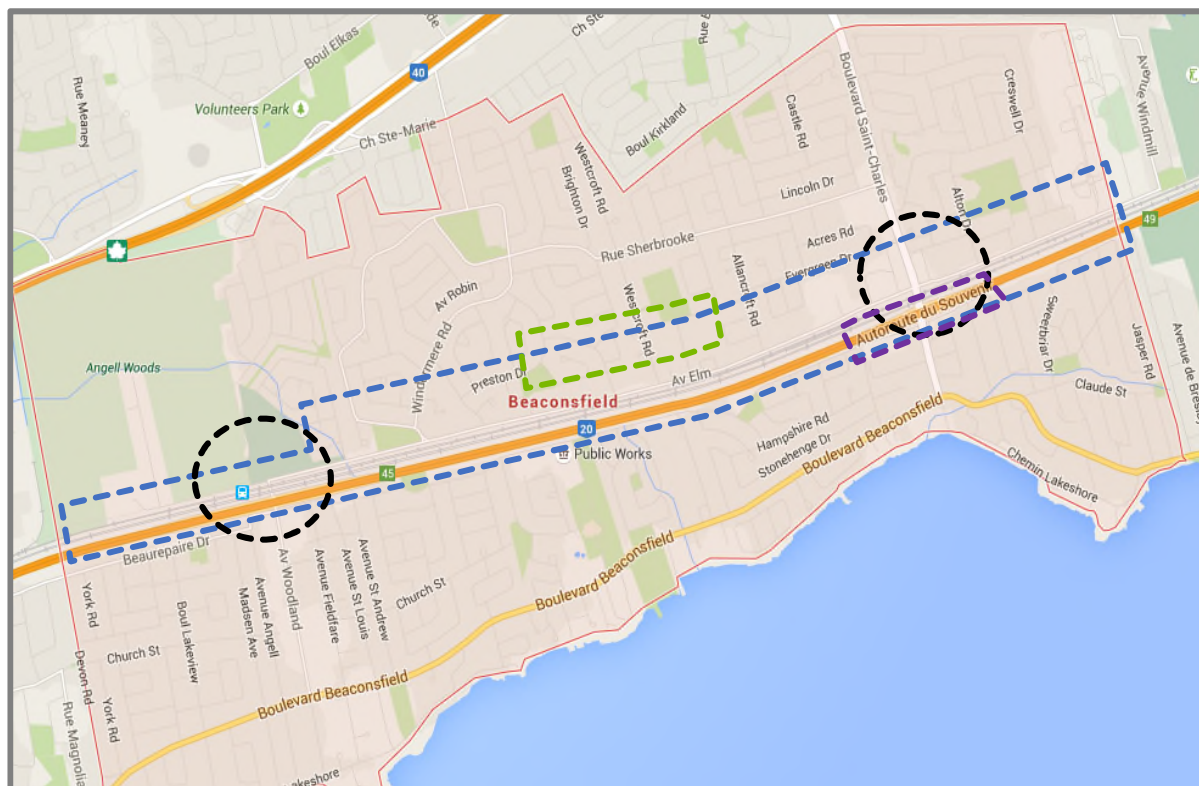 Boul Elkas
Ch Ste-Marie
Volunteers Park
Rue Meaney
40
Boul Kirkland
Westcroft Rd
Brighton Dr
Castle Rd
Boulevard Saint-Charles
Creswell Dr
Avenue Windmill
Lincoln Dr
Alton Dr
Acres Rd
Evergreen Dr
49
Rue Sherbrooke
Allancroft Rd
Av Robin
Westcroft Rd
Windermere Rd
Autoroute du Souvenir
Sweetbriar Dr
Jasper Rd
Avenue de Bresl
Angell Woods
Preston Dr
Av Elm
Beaconsfield
Claude St
20
Hampshire Rd
Stonehenge Dr
Boulevard Beaconsfield
Public Works
45
Chemin Lakeshore
Beaurepaire Dr
York Rd
Boul Lakeview
Madsen Ave
Avenue Angell
Av Woodland
Avenue Fieldfare
Avenue St Louis
Avenue St Andrew
Church St
Boulevard Beaconsfield
Church St
Devon Rd
York Rd
Rue Magnolia
Boulevard Beaconsfield
Lakeshore